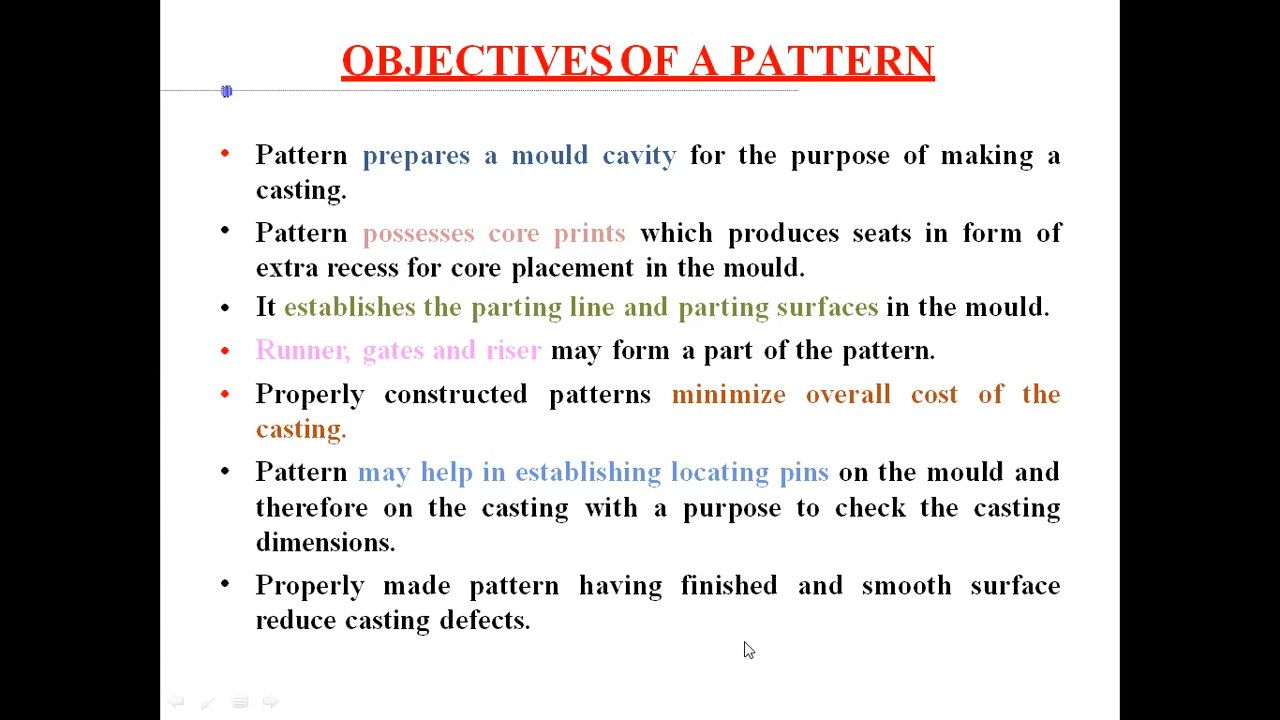 OBJECTIVES OF A PATTERN
• Pattern prepares a mould cavity for the purpose of making a
casting.
• Pattern possesses core prints which produces seats in form of
extra recess for core placement in the mould.
• It establishes the parting line and parting surfaces in the mould.
• Runner, gates and riser may form a part of the pattern.
• Properly constructed patterns minimize overall cost of the
casting.
• Pattern may help in establishing locating pins on the mould and
therefore on the casting with a purpose to check the casting
dimensions.
• Properly made pattern having finished and smooth surface
reduce casting defects.